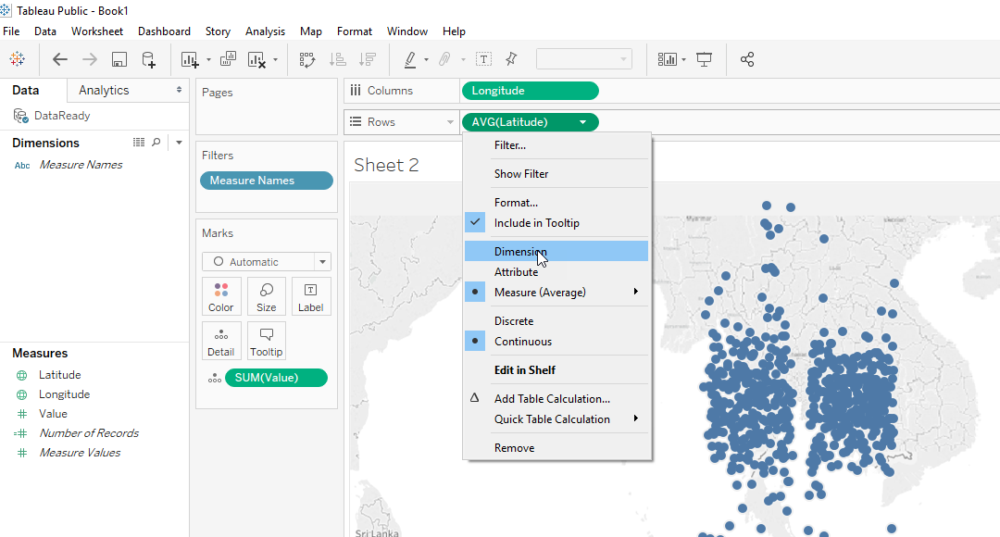 Tableau Public - Book1
File Data Worksheet Dashboard Story Analysis Map Format Window Help
Data Analytics
DataReady
Dimensions
Abc Measure Names
Measures
Latitude
Longitude
Value
Number of Records
Measure Values
Pages
Filters
Measure Names
Marks
Automatic
Color Size Label
Detail Tooltip
SUM(Value)
Columns Longitude
Rows AVG(Latitude)
Sheet 2
Filter...
Show Filter
Format...
Include in Tooltip
Dimension
Attribute
Measure (Average)
Discrete
Continuous
Edit in Shelf
Add Table Calculation...
Quick Table Calculation
Remove
Sri Lanka